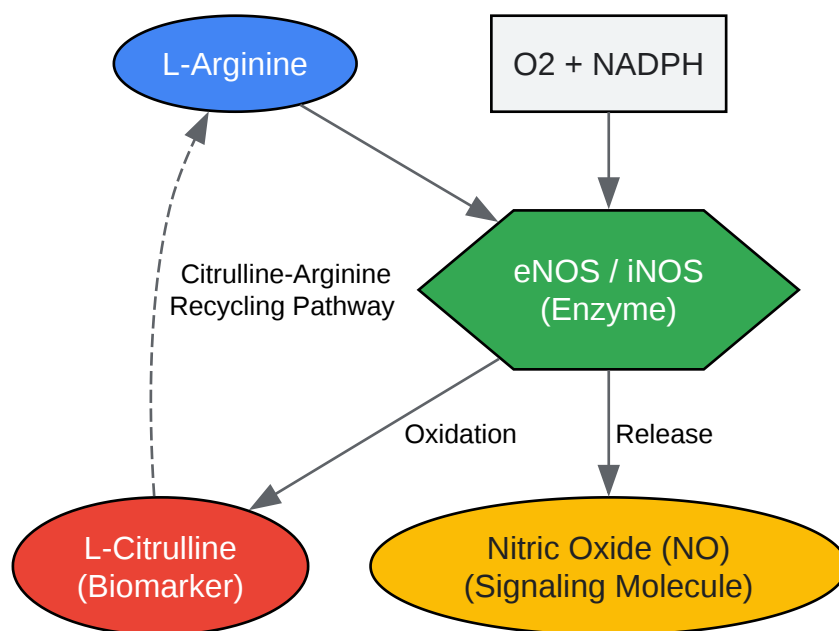 L-Arginine
O2 + NADPH
eNOS / iNOS
(Enzyme)
Citrulline-Arginine
Recycling Pathway
Oxidation
Release
L-Citrulline
(Biomarker)
Nitric Oxide (NO)
(Signaling Molecule)